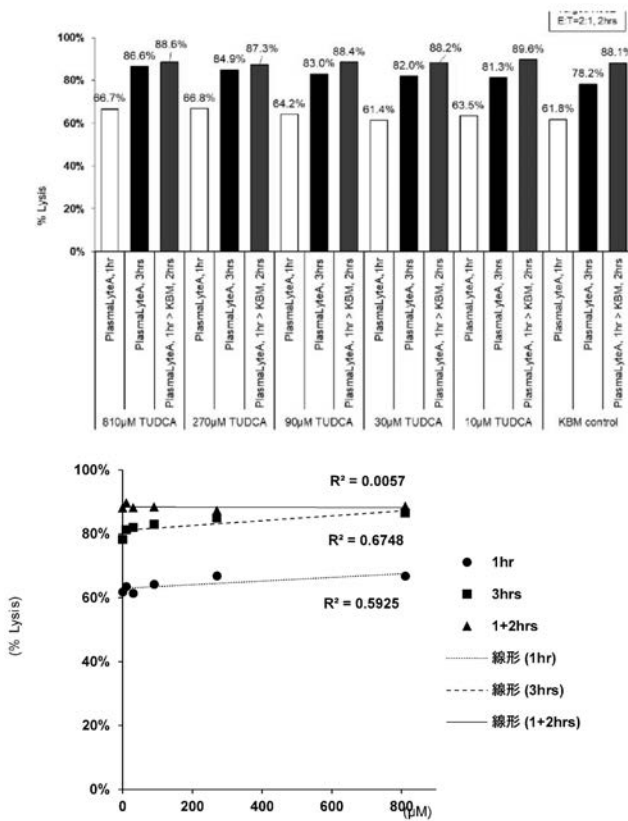 E:T=2:1, 2hrs
100%
80%
60%
40%
20%
0%
% Lysis
66.7%
86.6%
88.6%
66.8%
84.9%
87.3%
64.2%
83.0%
88.4%
61.4%
82.0%
88.2%
63.5%
81.3%
89.6%
61.8%
78.2%
88.1%
PlasmaLyteA, 1hr
PlasmaLyteA, 3hrs
PlasmaLyteA, 1hr > KBM, 2hrs
PlasmaLyteA, 1hr
PlasmaLyteA, 3hrs
PlasmaLyteA, 1hr > KBM, 2hrs
PlasmaLyteA, 1hr
PlasmaLyteA, 3hrs
PlasmaLyteA, 1hr > KBM, 2hrs
PlasmaLyteA, 1hr
PlasmaLyteA, 3hrs
PlasmaLyteA, 1hr > KBM, 2hrs
PlasmaLyteA, 1hr
PlasmaLyteA, 3hrs
PlasmaLyteA, 1hr > KBM, 2hrs
PlasmaLyteA, 1hr
PlasmaLyteA, 3hrs
PlasmaLyteA, 1hr > KBM, 2hrs
810μM TUDCA
270μM TUDCA
90μM TUDCA
30μM TUDCA
10μM TUDCA
KBM control
100%
80%
60%
40%
20%
0%
(% Lysis)
R² = 0.0057
R² = 0.6748
R² = 0.5925
0
200
400
600
800
(μM)
1hr
3hrs
1+2hrs
線形 (1hr)
線形 (3hrs)
線形 (1+2hrs)